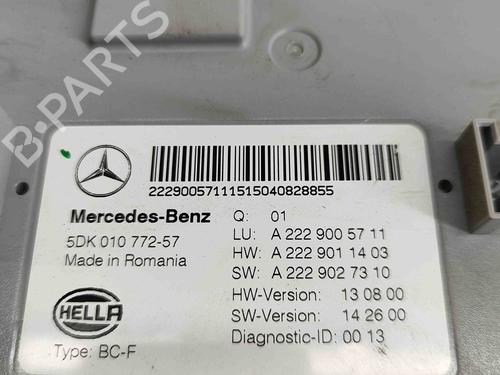 B-PARTS
22290057111515040828855
Mercedes-Benz
Q: 01
5DK 010 772-57
LU: A 222 900 57 11
Made in Romania
HW: A 222 901 14 03
SW: A 222 902 73 10
HELLA
HW-Version: 13 08 00
SW-Version: 14 26 00
Type: BC-F
Diagnostic-ID: 00 13